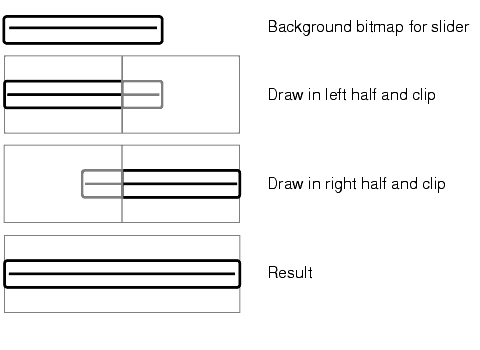 Background bitmap for slider
Draw in left half and clip
Draw in right half and clip
Result